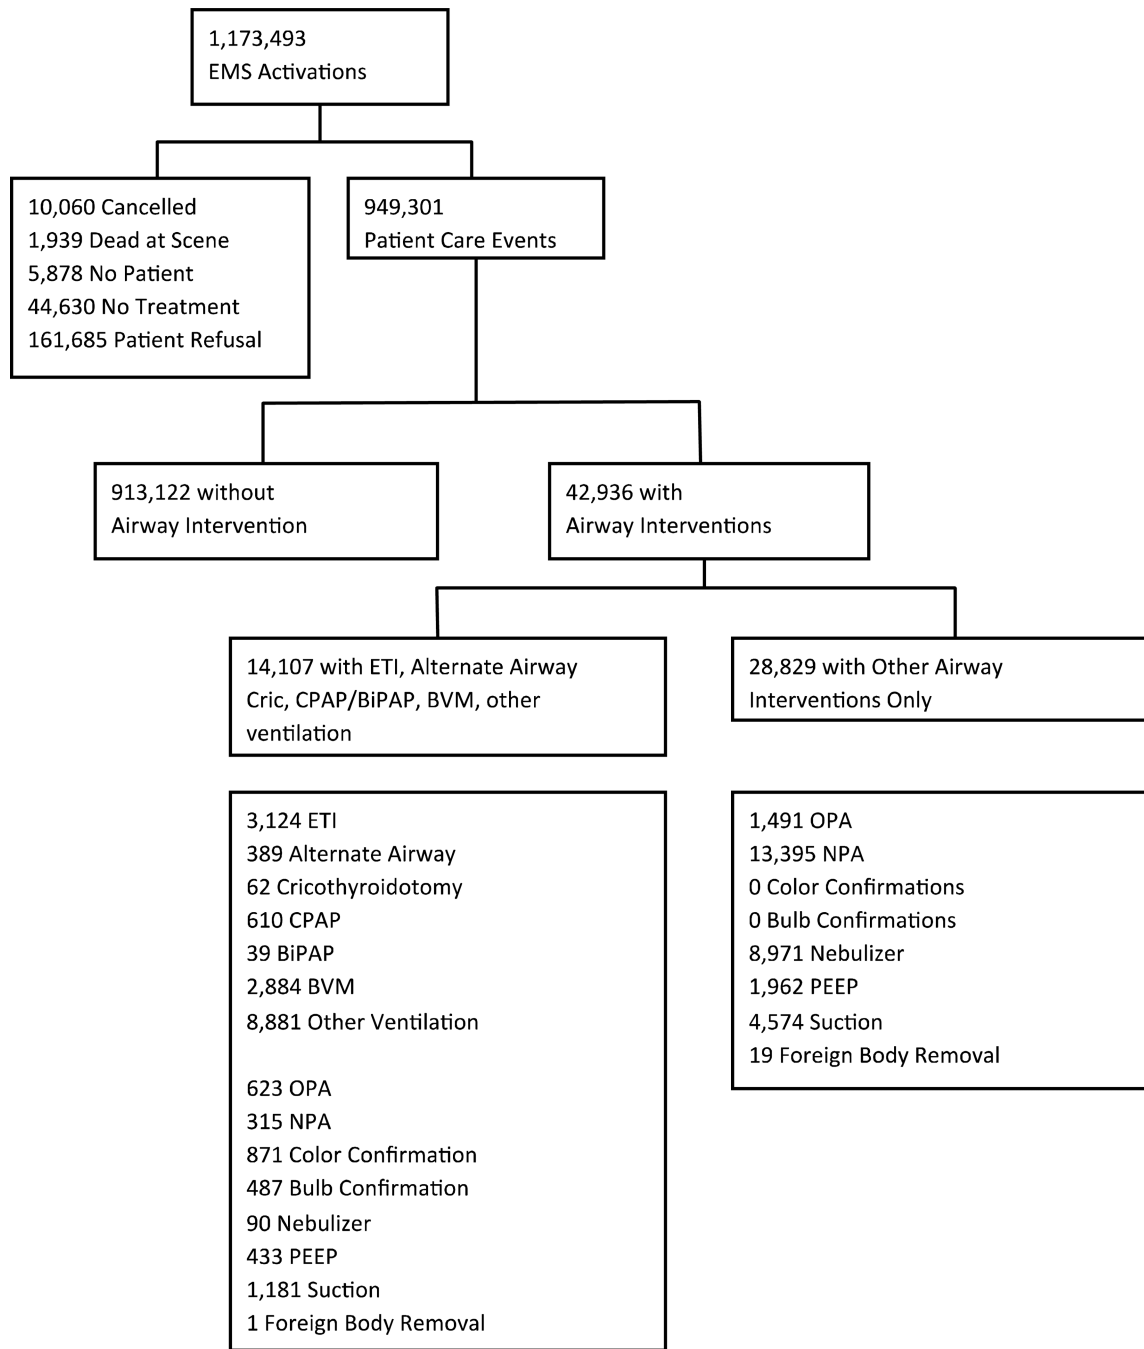 1,173,493
EMS Activations
10,060 Cancelled
1,939 Dead at Scene
5,878 No Patient
44,630 No Treatment
161,685 Patient Refusal
949,301
Patient Care Events
913,122 without
Airway Intervention
42,936 with
Airway Interventions
14,107 with ETI, Alternate Airway
Cric, CPAP/BiPAP, BVM, other
ventilation
28,829 with Other Airway
Interventions Only
3,124 ETI
389 Alternate Airway
62 Cricothyroidotomy
610 CPAP
39 BiPAP
2,884 BVM
8,881 Other Ventilation
623 OPA
315 NPA
871 Color Confirmation
487 Bulb Confirmation
90 Nebulizer
433 PEEP
1,181 Suction
1 Foreign Body Removal
1,491 OPA
13,395 NPA
0 Color Confirmations
0 Bulb Confirmations
8,971 Nebulizer
1,962 PEEP
4,574 Suction
19 Foreign Body Removal